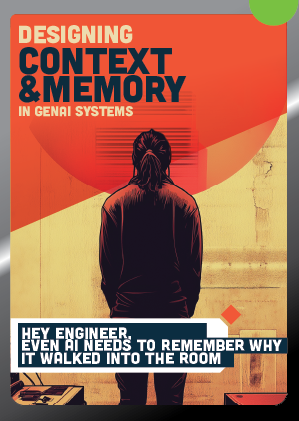 DESIGNING
CONTEXT
&MEMORY
IN GENAI SYSTEMS
HEY ENGINEER,
EVEN AI NEEDS TO REMEMBER WHY
IT WALKED INTO THE ROOM